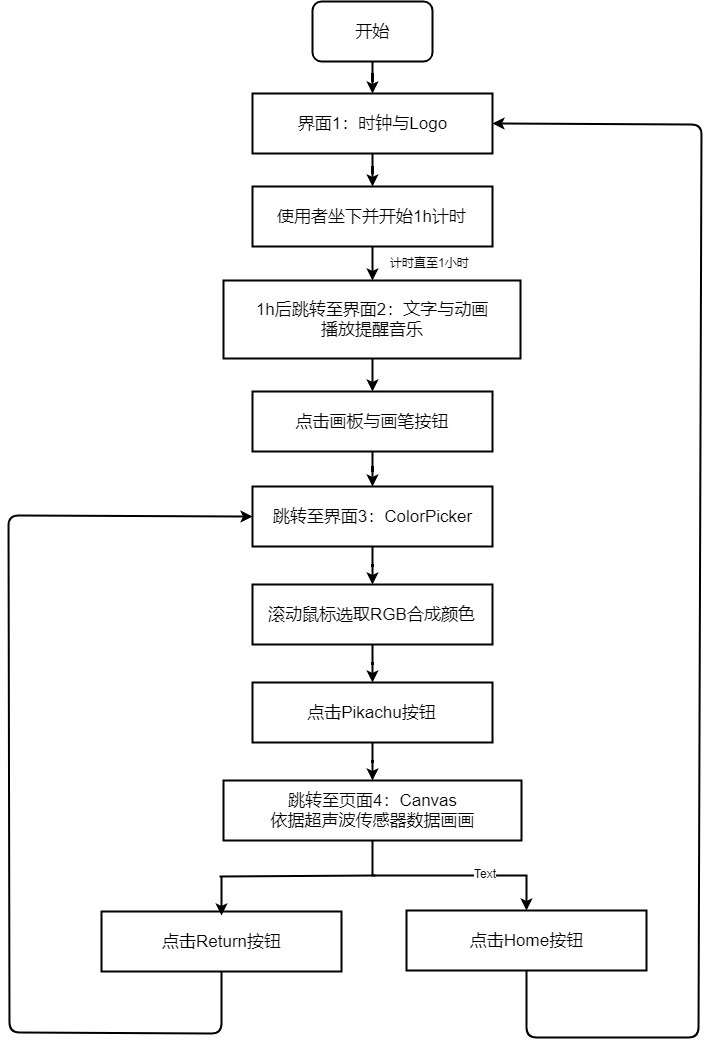 开始
界面1：时钟与Logo
使用者坐下并开始1h计时
计时直至1小时
1h后跳转至界面2：文字与动画
播放提醒音乐
点击画板与画笔按钮
跳转至界面3：ColorPicker
滚动鼠标选取RGB合成颜色
点击Pikachu按钮
跳转至页面4：Canvas
依据超声波传感器数据画画
Text
点击Return按钮
点击Home按钮